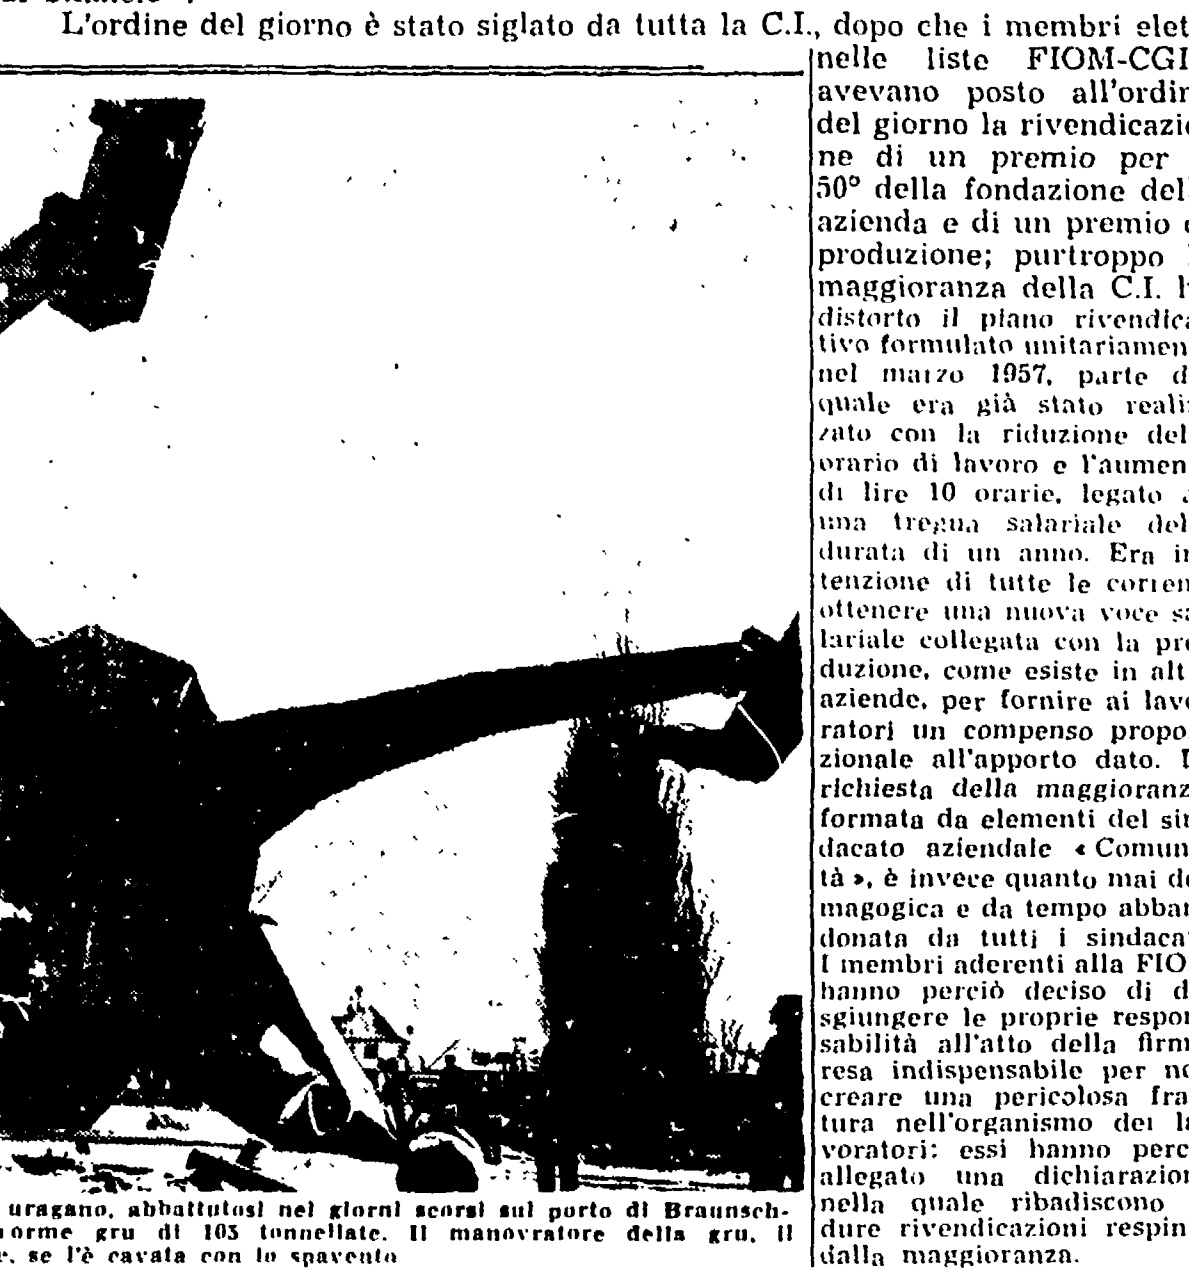 L'ordine del giorno è stato siglato da tutta la C.I., dopo che i membri elet
nelle liste FIOM-CGI
avevano posto all'ordin
del giorno la rivendicazio
ne di un premio per
50° della fondazione dell
azienda e di un premio
produzione; purtroppo
maggioranza della C.I. h
distorto il piano rivendica
tivo formulato unitariamen
nel marzo 1957, parte d
quale era già stato realiz
zato con la riduzione del
orario di lavoro e l'aumen
di lire 10 orarie, legato
una tregua salariale del
durata di un anno. Era in
tenzione di tutte le corren
ottenere una nuova voce sa
lariale collegata con la pro
duzione, come esiste in alt
aziende, per fornire ai lavo
ratori un compenso propo
zionale all'apporto dato.
richiesta della maggioranz
formata da elementi del sin
dacato aziendale « Comun
tà », è invece quanto mai de
magogica e da tempo abban
donata da tutti i sindaca
I membri aderenti alla FIO
hanno perciò deciso di d
sgiungere le proprie respon
sabilità all'atto della firm
resa indispensabile per no
creare una pericolosa fra
tura nell'organismo dei la
voratori: essi hanno perc
allegato una dichiarazion
nella quale ribadiscono
dure rivendicazioni respin
dalla maggioranza.
uragano, abbattutosi nel giorni scorsi sul porto di Braunsch-
orme gru di 103 tonnellate. Il manovratore della gru, il
e, se l'è cavata con lo spavento